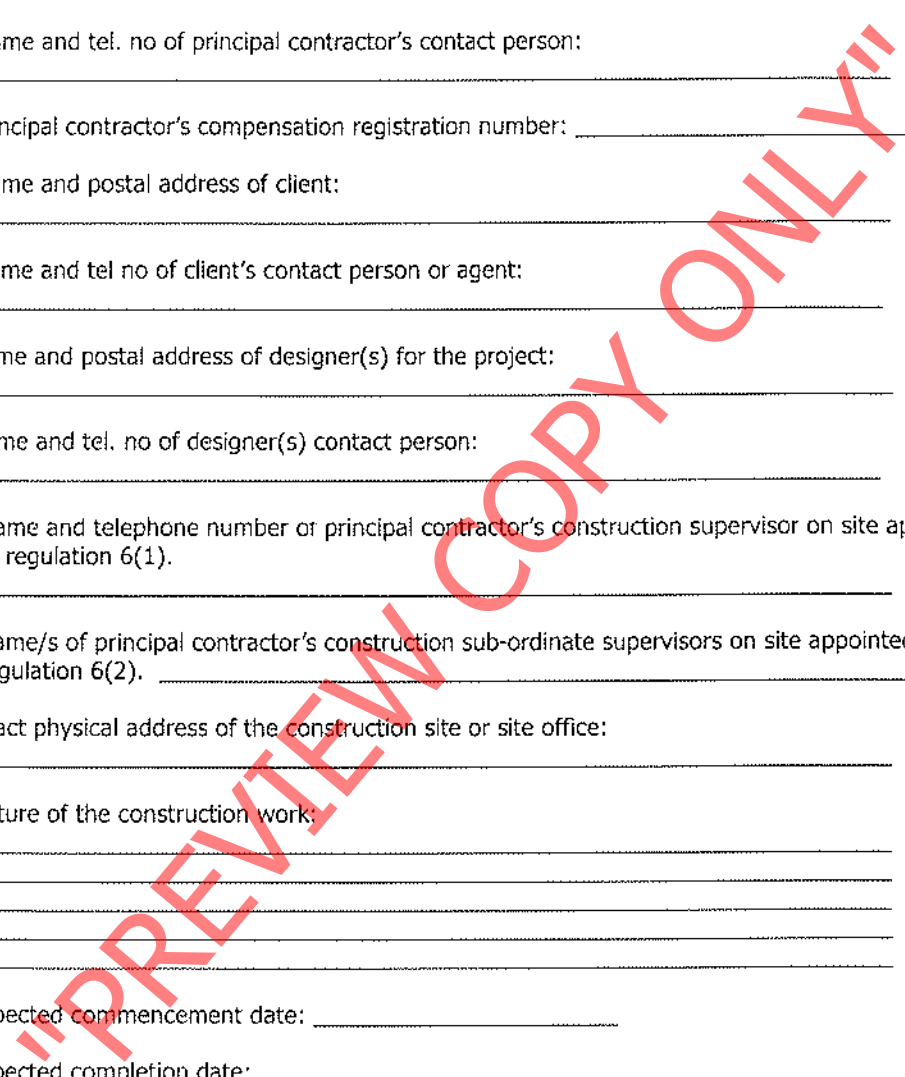 me and tel. no of principal contractor's contact person:
ncipal contractor's compensation registration number:
me and postal address of client:
me and tel no of client's contact person or agent:
me and postal address of designer(s) for the project:
me and tel. no of designer(s) contact person:
ame and telephone number or principal contractor's construction supervisor on site ap
regulation 6(1).
ame/s of principal contractor's construction sub-ordinate supervisors on site appointed
gulation 6(2).
act physical address of the construction site or site office:
ture of the construction work:
pected commencement date:
pected completion date:
"PREVIEW COPY ONLY"